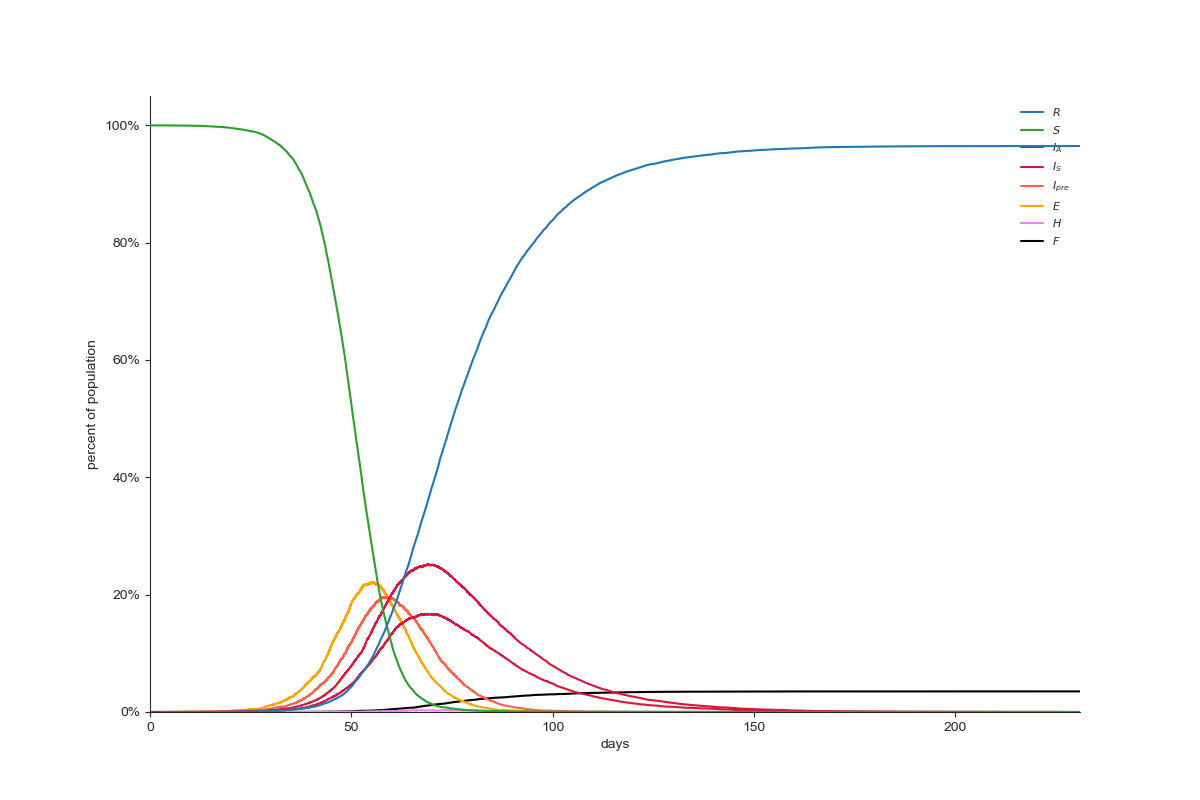 100%
80%
60%
40%
20%
0%
percent of population
0 50 100 150 200
days
R
S
I_A
I_S
I_pre
E
H
F